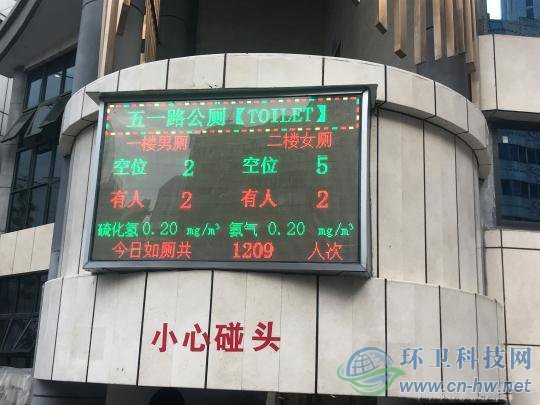 五一路公厕【TOILET】
一楼男厕 二楼女厕
空位 2 空位 5
有人 2 有人 2
硫化氢 0.20 mg/m³ 氨气 0.20 mg/m³
今日如厕共 1209 人次
小心碰头
环卫科技网
www.cn-hw.net